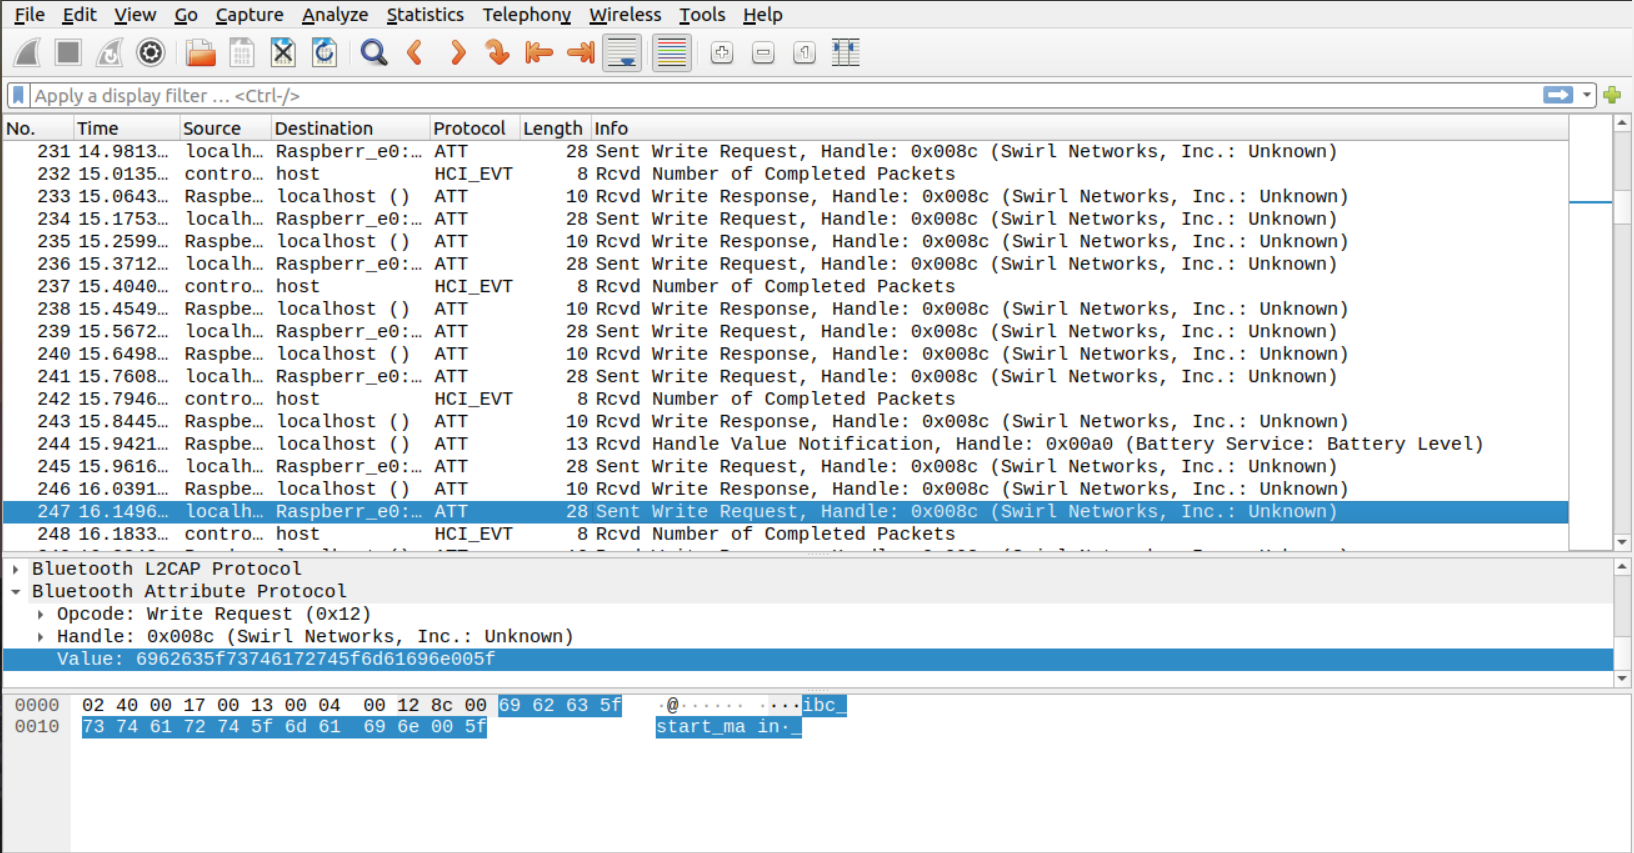 File Edit View Go Capture Analyze Statistics Telephony Wireless Tools Help
Apply a display filter … <Ctrl-/>
No. Time Source Destination Protocol Length Info
231 14.9813… localh… Raspberr_e0:… ATT 28 Sent Write Request, Handle: 0x008c (Swirl Networks, Inc.: Unknown)
232 15.0135… contro… host HCI_EVT 8 Rcvd Number of Completed Packets
233 15.0643… Raspbe… localhost () ATT 10 Rcvd Write Response, Handle: 0x008c (Swirl Networks, Inc.: Unknown)
234 15.1753… localh… Raspberr_e0:… ATT 28 Sent Write Request, Handle: 0x008c (Swirl Networks, Inc.: Unknown)
235 15.2599… Raspbe… localhost () ATT 10 Rcvd Write Response, Handle: 0x008c (Swirl Networks, Inc.: Unknown)
236 15.3712… localh… Raspberr_e0:… ATT 28 Sent Write Request, Handle: 0x008c (Swirl Networks, Inc.: Unknown)
237 15.4040… contro… host HCI_EVT 8 Rcvd Number of Completed Packets
238 15.4549… Raspbe… localhost () ATT 10 Rcvd Write Response, Handle: 0x008c (Swirl Networks, Inc.: Unknown)
239 15.5672… localh… Raspberr_e0:… ATT 28 Sent Write Request, Handle: 0x008c (Swirl Networks, Inc.: Unknown)
240 15.6498… Raspbe… localhost () ATT 10 Rcvd Write Response, Handle: 0x008c (Swirl Networks, Inc.: Unknown)
241 15.7608… localh… Raspberr_e0:… ATT 28 Sent Write Request, Handle: 0x008c (Swirl Networks, Inc.: Unknown)
242 15.7946… contro… host HCI_EVT 8 Rcvd Number of Completed Packets
243 15.8445… Raspbe… localhost () ATT 10 Rcvd Write Response, Handle: 0x008c (Swirl Networks, Inc.: Unknown)
244 15.9421… Raspbe… localhost () ATT 13 Rcvd Handle Value Notification, Handle: 0x00a0 (Battery Service: Battery Level)
245 15.9616… localh… Raspberr_e0:… ATT 28 Sent Write Request, Handle: 0x008c (Swirl Networks, Inc.: Unknown)
246 16.0391… Raspbe… localhost () ATT 10 Rcvd Write Response, Handle: 0x008c (Swirl Networks, Inc.: Unknown)
247 16.1496… localh… Raspberr_e0:… ATT 28 Sent Write Request, Handle: 0x008c (Swirl Networks, Inc.: Unknown)
248 16.1833… contro… host HCI_EVT 8 Rcvd Number of Completed Packets
Bluetooth L2CAP Protocol
Bluetooth Attribute Protocol
Opcode: Write Request (0x12)
Handle: 0x008c (Swirl Networks, Inc.: Unknown)
Value: 6962635f73746172745f6d61696e005f
0000 02 40 00 17 00 13 00 04 00 12 8c 00 69 62 63 5f ·@······ ····ibc_
0010 73 74 61 72 74 5f 6d 61 69 6e 00 5f start_ma in·_